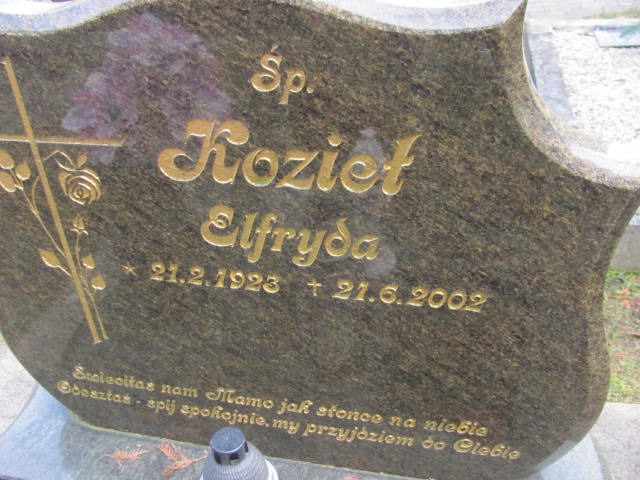 Śp.
Kozieł
Elfryda
* 21.2.1923 + 21.6.2002
Świeciłaś nam Mamo jak słońce na niebie
Odeszłaś - śpij spokojnie, my przyjdziem do Ciebie